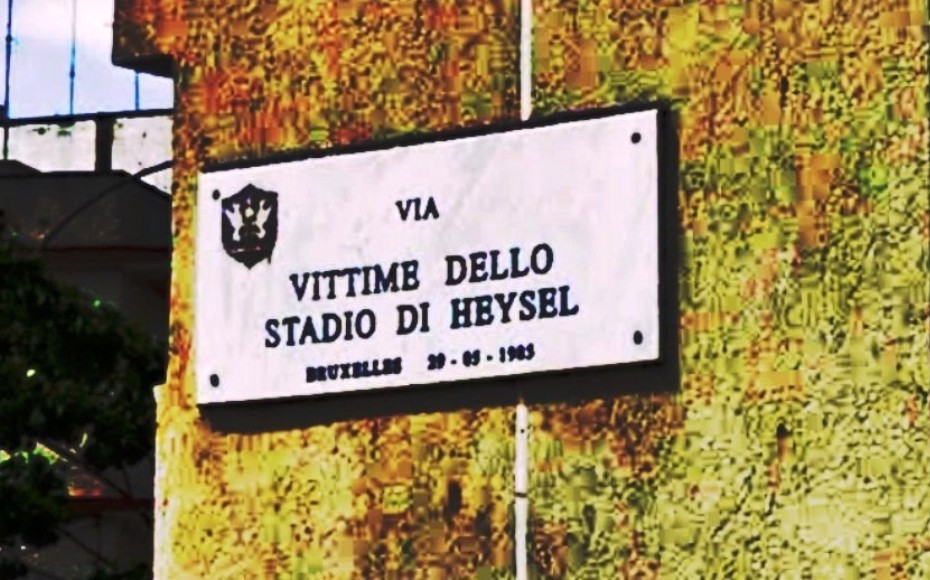 VIA
VITTIME DELLO
STADIO DI HEYSEL
BRUXELLES 29-05-1985